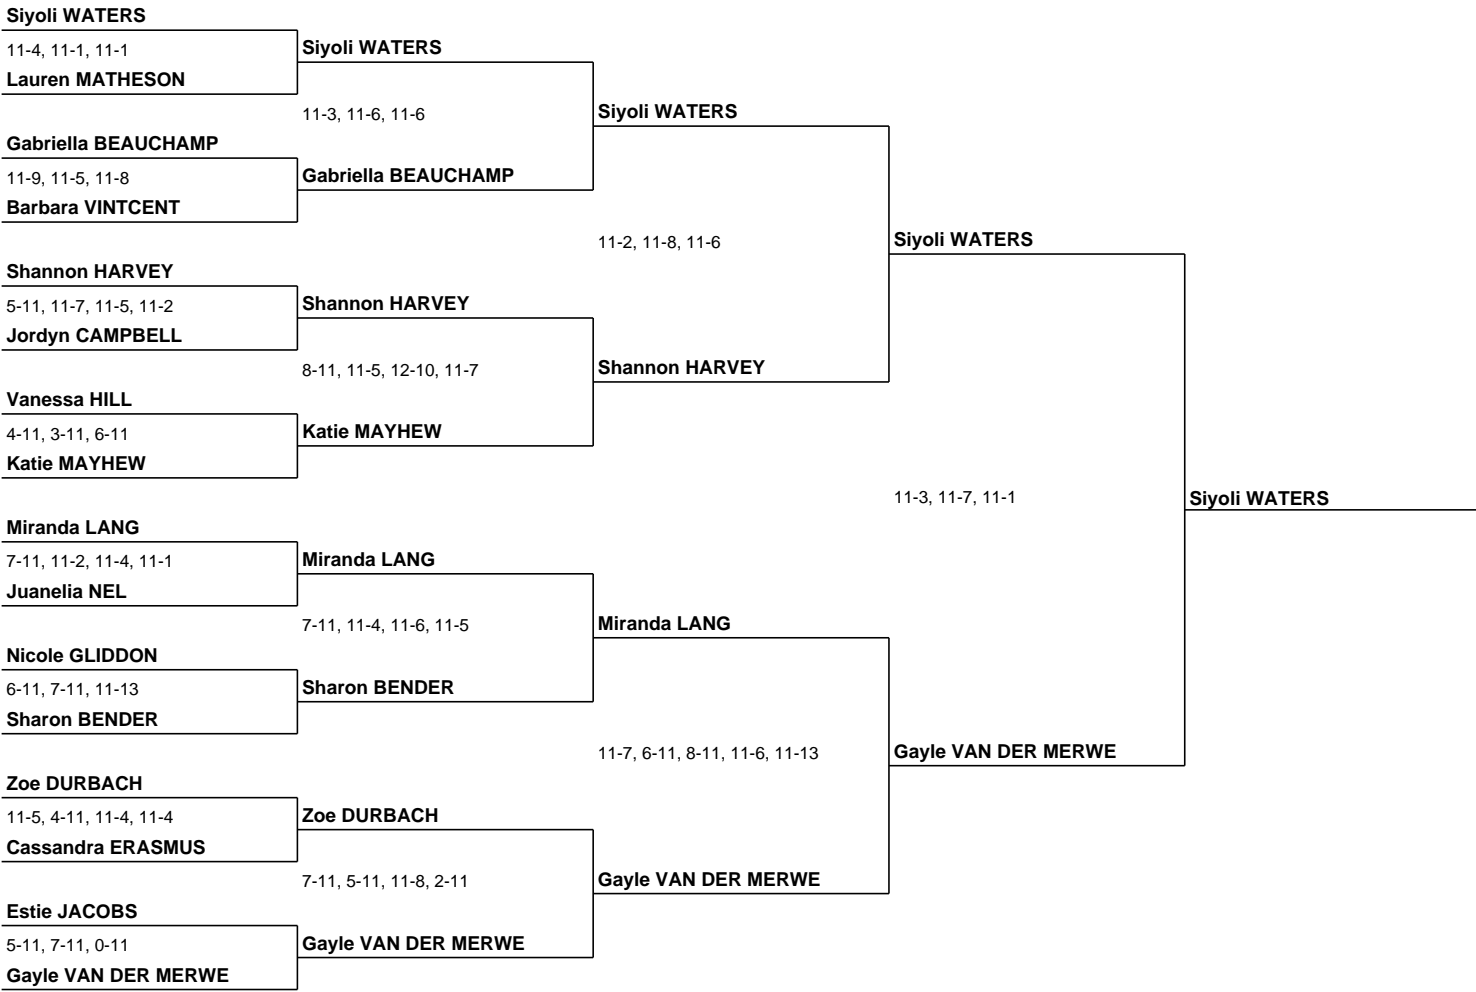 Siyoli WATERS
11-4, 11-1, 11-1
Lauren MATHESON
Gabriella BEAUCHAMP
11-9, 11-5, 11-8
Barbara VINTCENT
Shannon HARVEY
5-11, 11-7, 11-5, 11-2
Jordyn CAMPBELL
Vanessa HILL
4-11, 3-11, 6-11
Katie MAYHEW
Miranda LANG
7-11, 11-2, 11-4, 11-1
Juanelia NEL
Nicole GLIDDON
6-11, 7-11, 11-13
Sharon BENDER
Zoe DURBACH
11-5, 4-11, 11-4, 11-4
Cassandra ERASMUS
Estie JACOBS
5-11, 7-11, 0-11
Gayle VAN DER MERWE
Siyoli WATERS
11-3, 11-6, 11-6
Gabriella BEAUCHAMP
Shannon HARVEY
8-11, 11-5, 12-10, 11-7
Katie MAYHEW
Miranda LANG
7-11, 11-4, 11-6, 11-5
Sharon BENDER
Zoe DURBACH
7-11, 5-11, 11-8, 2-11
Gayle VAN DER MERWE
Siyoli WATERS
11-2, 11-8, 11-6
Shannon HARVEY
Miranda LANG
11-7, 6-11, 8-11, 11-6, 11-13
Gayle VAN DER MERWE
Siyoli WATERS
11-3, 11-7, 11-1
Gayle VAN DER MERWE
Siyoli WATERS